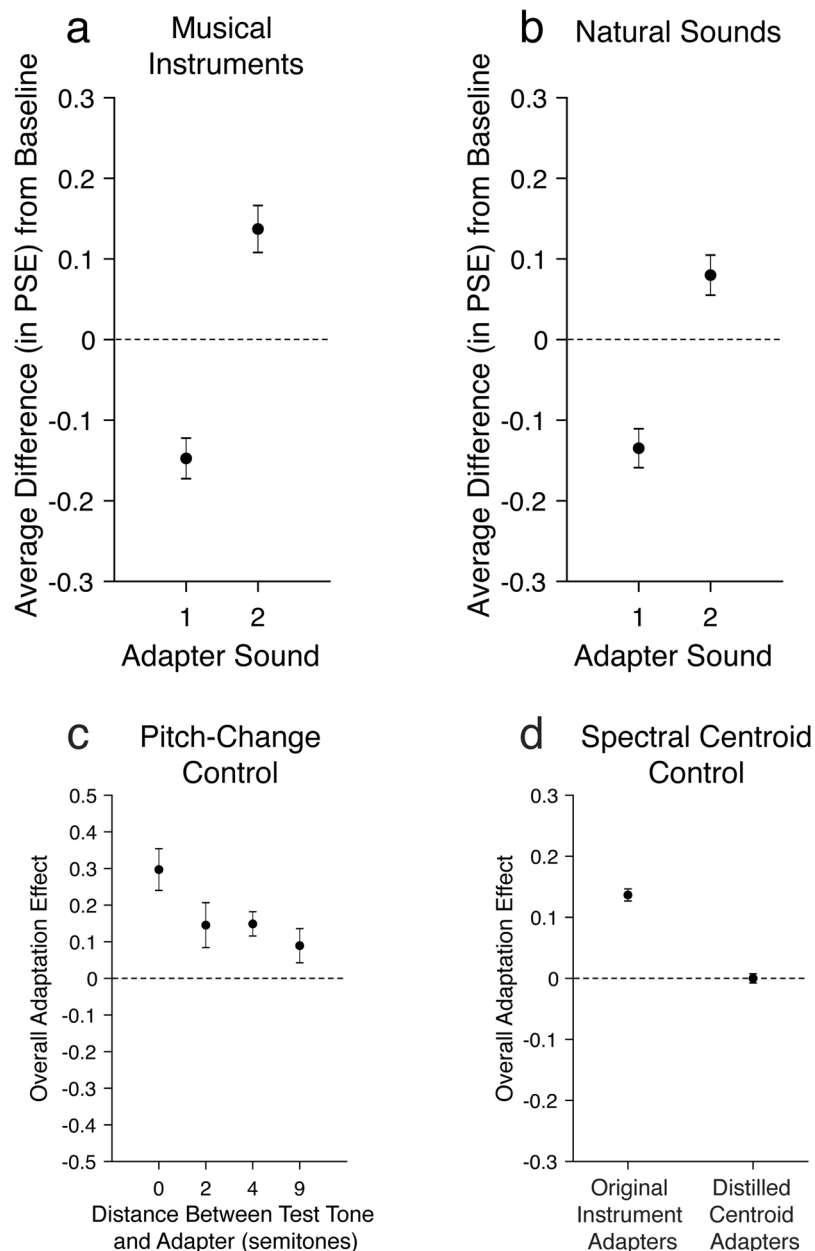 a
Musical
Instruments
Average Difference (in PSE) from Baseline
0.3
0.2
0.1
0
-0.1
-0.2
-0.3
1 2
Adapter Sound
b
Natural Sounds
Average Difference (in PSE) from Baseline
0.3
0.2
0.1
0
-0.1
-0.2
-0.3
1 2
Adapter Sound
c
Pitch-Change
Control
Overall Adaptation Effect
0.5
0.4
0.3
0.2
0.1
0
-0.1
-0.2
-0.3
-0.4
-0.5
0 2 4 9
Distance Between Test Tone
and Adapter (semitones)
d
Spectral Centroid
Control
Overall Adaptation Effect
0.3
0.2
0.1
0
-0.1
-0.2
-0.3
Original
Instrument
Adapters
Distilled
Centroid
Adapters